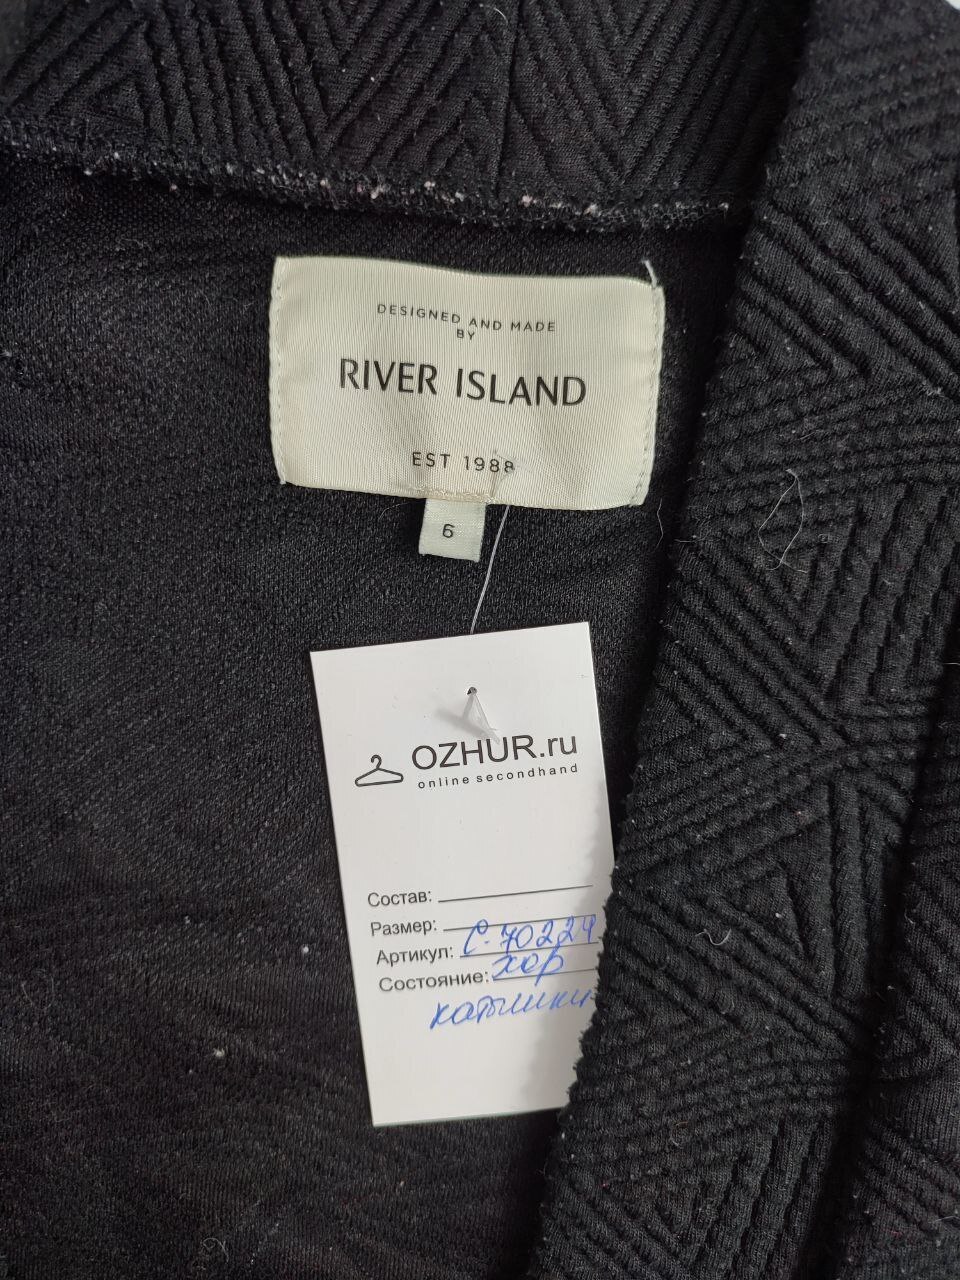 DESIGNED AND MADE
BY
RIVER ISLAND
EST 1988
6
OZHUR.ru
online secondhand
Состав:
Размер:
Артикул: С-70224
Состояние: хор
катышки